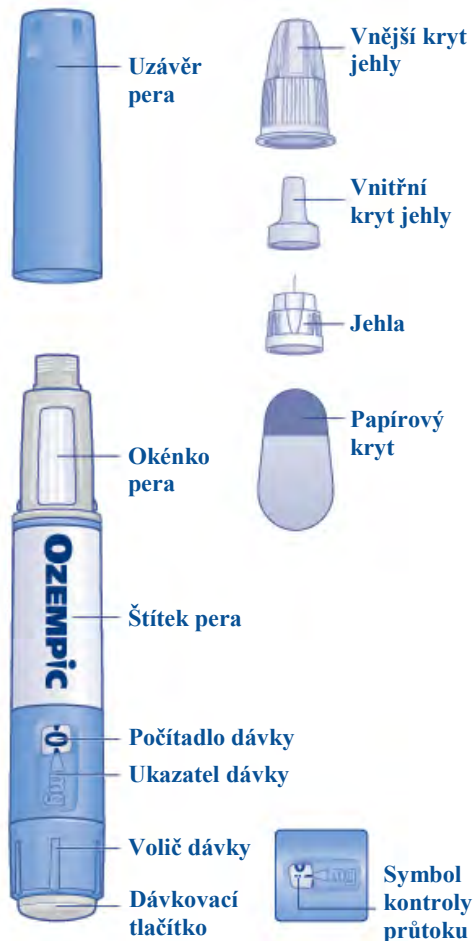 Uzávěr
pera
Vnější kryt
jehly
Vnitřní
kryt jehly
Jehla
Papírový
kryt
Okénko
pera
OZEMPIC
Štítek pera
0
mg
Počítadlo dávky
Ukazatel dávky
Volič dávky
Dávkovací
tlačítko
mg
Symbol
kontroly
průtoku